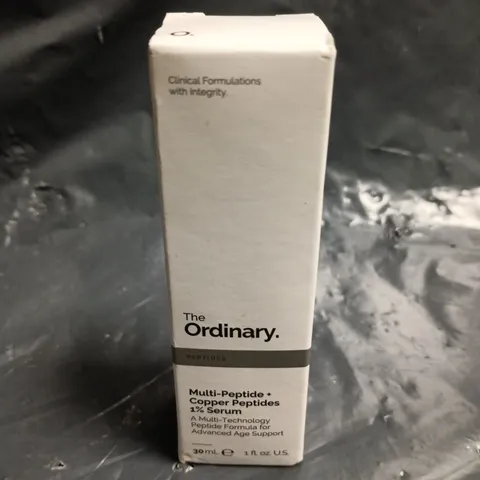 O.
Clinical Formulations
with Integrity.
The
Ordinary.
PEPTIDES
Multi-Peptide +
Copper Peptides
1% Serum
A Multi-Technology
Peptide Formula for
Advanced Age Support
30 mL ℮ 1 fl. oz. U.S.